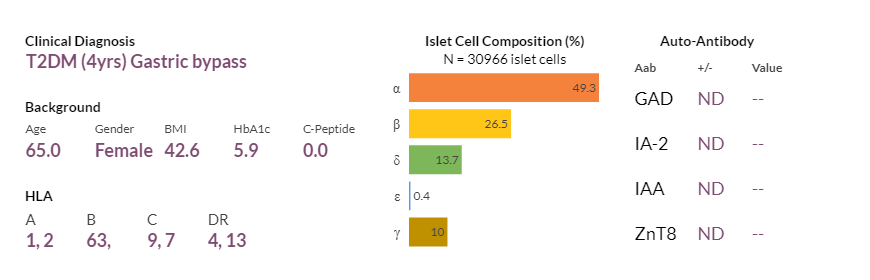 Clinical Diagnosis
T2DM (4yrs) Gastric bypass
Background
Age Gender BMI HbA1c C-Peptide
65.0 Female 42.6 5.9 0.0
HLA
A B C DR
1, 2 63, 9, 7 4, 13
Islet Cell Composition (%)
N = 30966 islet cells
α 49.3
β 26.5
δ 13.7
ε 0.4
γ 10
Auto-Antibody
Aab +/- Value
GAD ND --
IA-2 ND --
IAA ND --
ZnT8 ND --